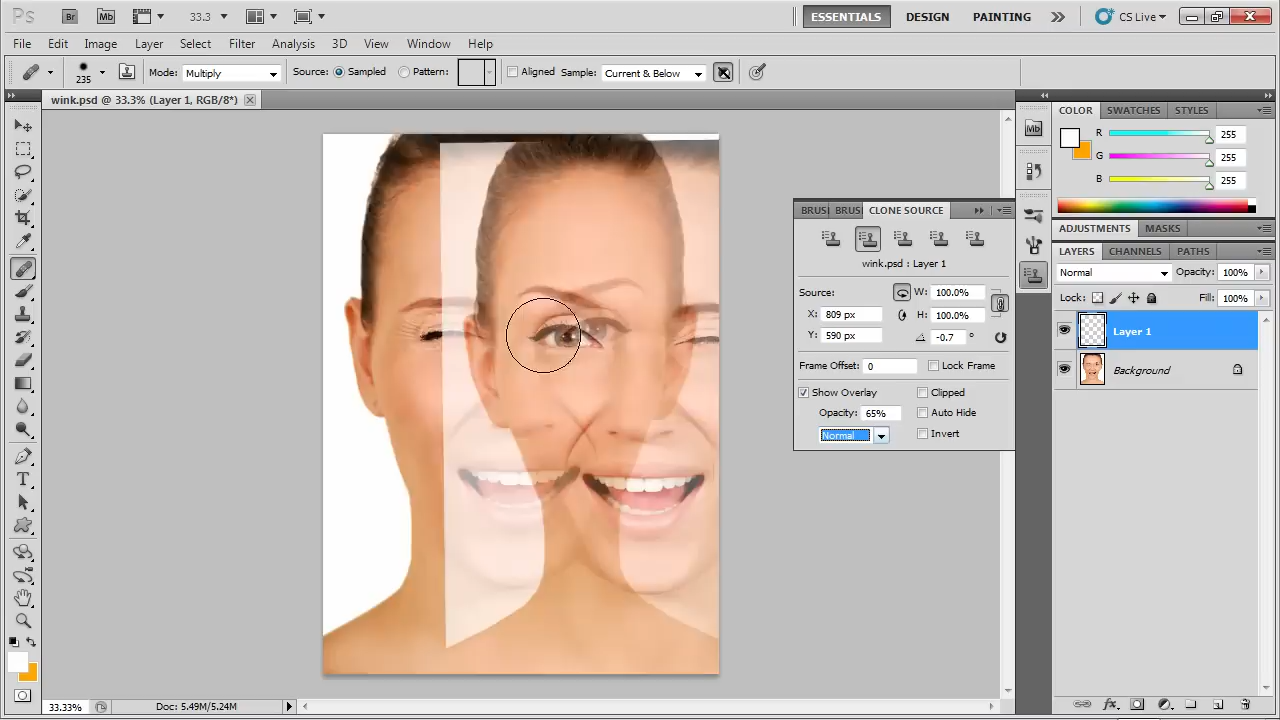 Ps Br Mb 33.3 ESSENTIALS DESIGN PAINTING CS Live
File Edit Image Layer Select Filter Analysis 3D View Window Help
235 Mode: Multiply Source: Sampled Pattern: Aligned Sample: Current & Below
wink.psd @ 33.3% (Layer 1, RGB/8*)
COLOR SWATCHES STYLES
Mb
R 255
G 255
B 255
BRUS BRUS CLONE SOURCE
wink.psd : Layer 1
Source: W: 100.0%
X: 809 px H: 100.0%
Y: 590 px -0.7 °
Frame Offset: 0 Lock Frame
Show Overlay Clipped
Opacity: 65% Auto Hide
Normal Invert
ADJUSTMENTS MASKS
LAYERS CHANNELS PATHS
Normal Opacity: 100%
Lock: Fill: 100%
Layer 1
Background
T
33.33% Doc: 5.49M/5.24M
fx